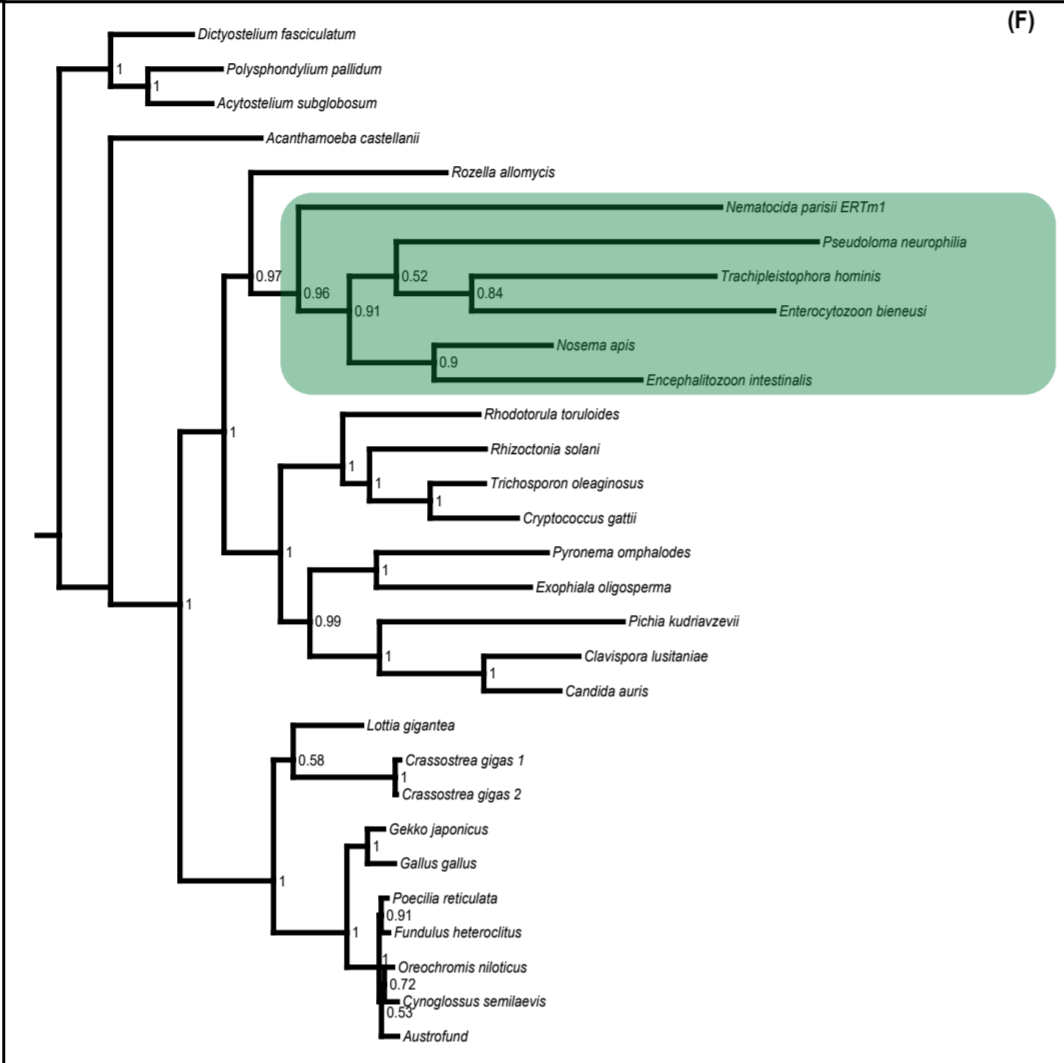 (F)
Dictyostelium fasciculatum
1
Polysphondylium pallidum
1
Acytostelium subglobosum
Acanthamoeba castellanii
Rozella allomycis
Nematocida parisii ERTm1
Pseudoloma neurophilia
0.97
0.52
Trachipleistophora hominis
0.96
0.84
0.91
Enterocytozoon bieneusi
Nosema apis
0.9
Encephalitozoon intestinalis
Rhodotorula toruloides
1
Rhizoctonia solani
1
1
Trichosporon oleaginosus
1
Cryptococcus gattii
1
Pyronema omphalodes
1
Exophiala oligosperma
0.99
Pichia kudriavzevii
1
Clavispora lusitaniae
1
Candida auris
1
Lottia gigantea
0.58
Crassostrea gigas 1
1
Crassostrea gigas 2
Gekko japonicus
1
Gallus gallus
1
Poecilia reticulata
0.91
1
Fundulus heteroclitus
1
Oreochromis niloticus
0.72
Cynoglossus semilaevis
0.53
Austrofund